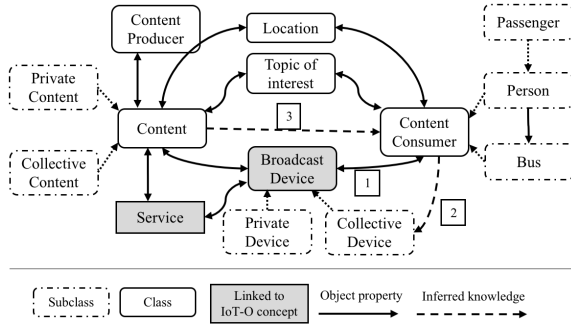 Content
Producer
Location
Passenger
Private
Content
Topic of
interest
Person
3
Content
Content
Consumer
Collective
Content
Broadcast
Device
Bus
1
Service
Private
Device
Collective
Device
2
Subclass
Class
Linked to
IoT-O concept
Object property
Inferred knowledge